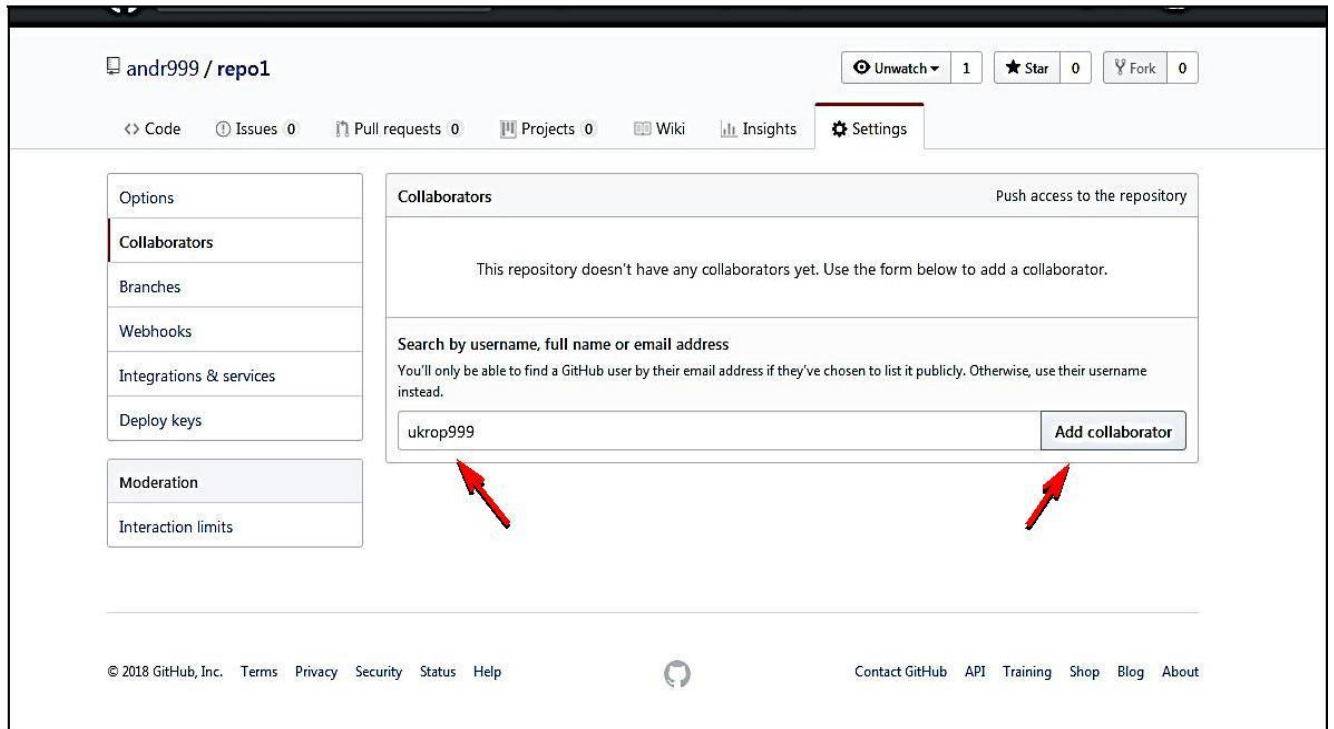 andr999 / repo1
Unwatch 1 Star 0 Fork 0
Code Issues 0 Pull requests 0 Projects 0 Wiki Insights Settings
Options
Collaborators
Branches
Webhooks
Integrations & services
Deploy keys
Moderation
Interaction limits
Collaborators Push access to the repository
This repository doesn't have any collaborators yet. Use the form below to add a collaborator.
Search by username, full name or email address
You'll only be able to find a GitHub user by their email address if they've chosen to list it publicly. Otherwise, use their username
instead.
ukrop999 Add collaborator
© 2018 GitHub, Inc. Terms Privacy Security Status Help Contact GitHub API Training Shop Blog About